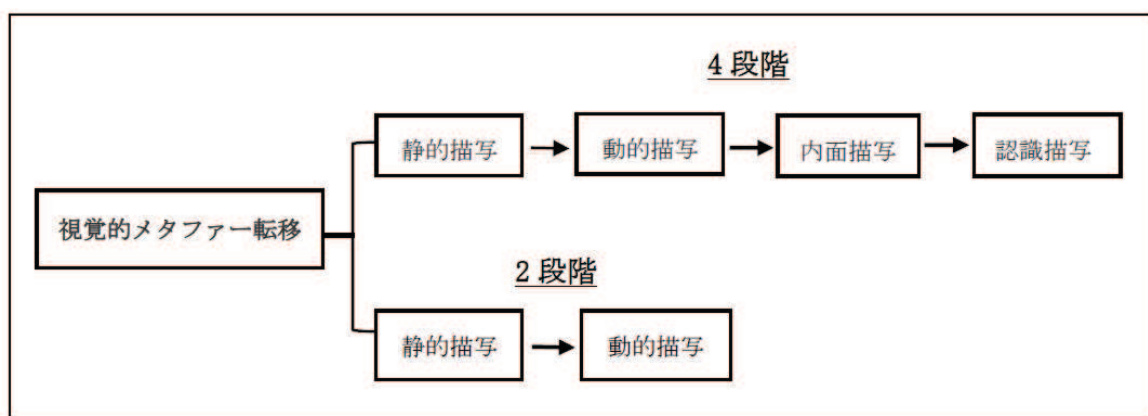 4 段階
静的描写
動的描写
内面描写
認識描写
視覚的メタファー転移
2 段階
静的描写
動的描写